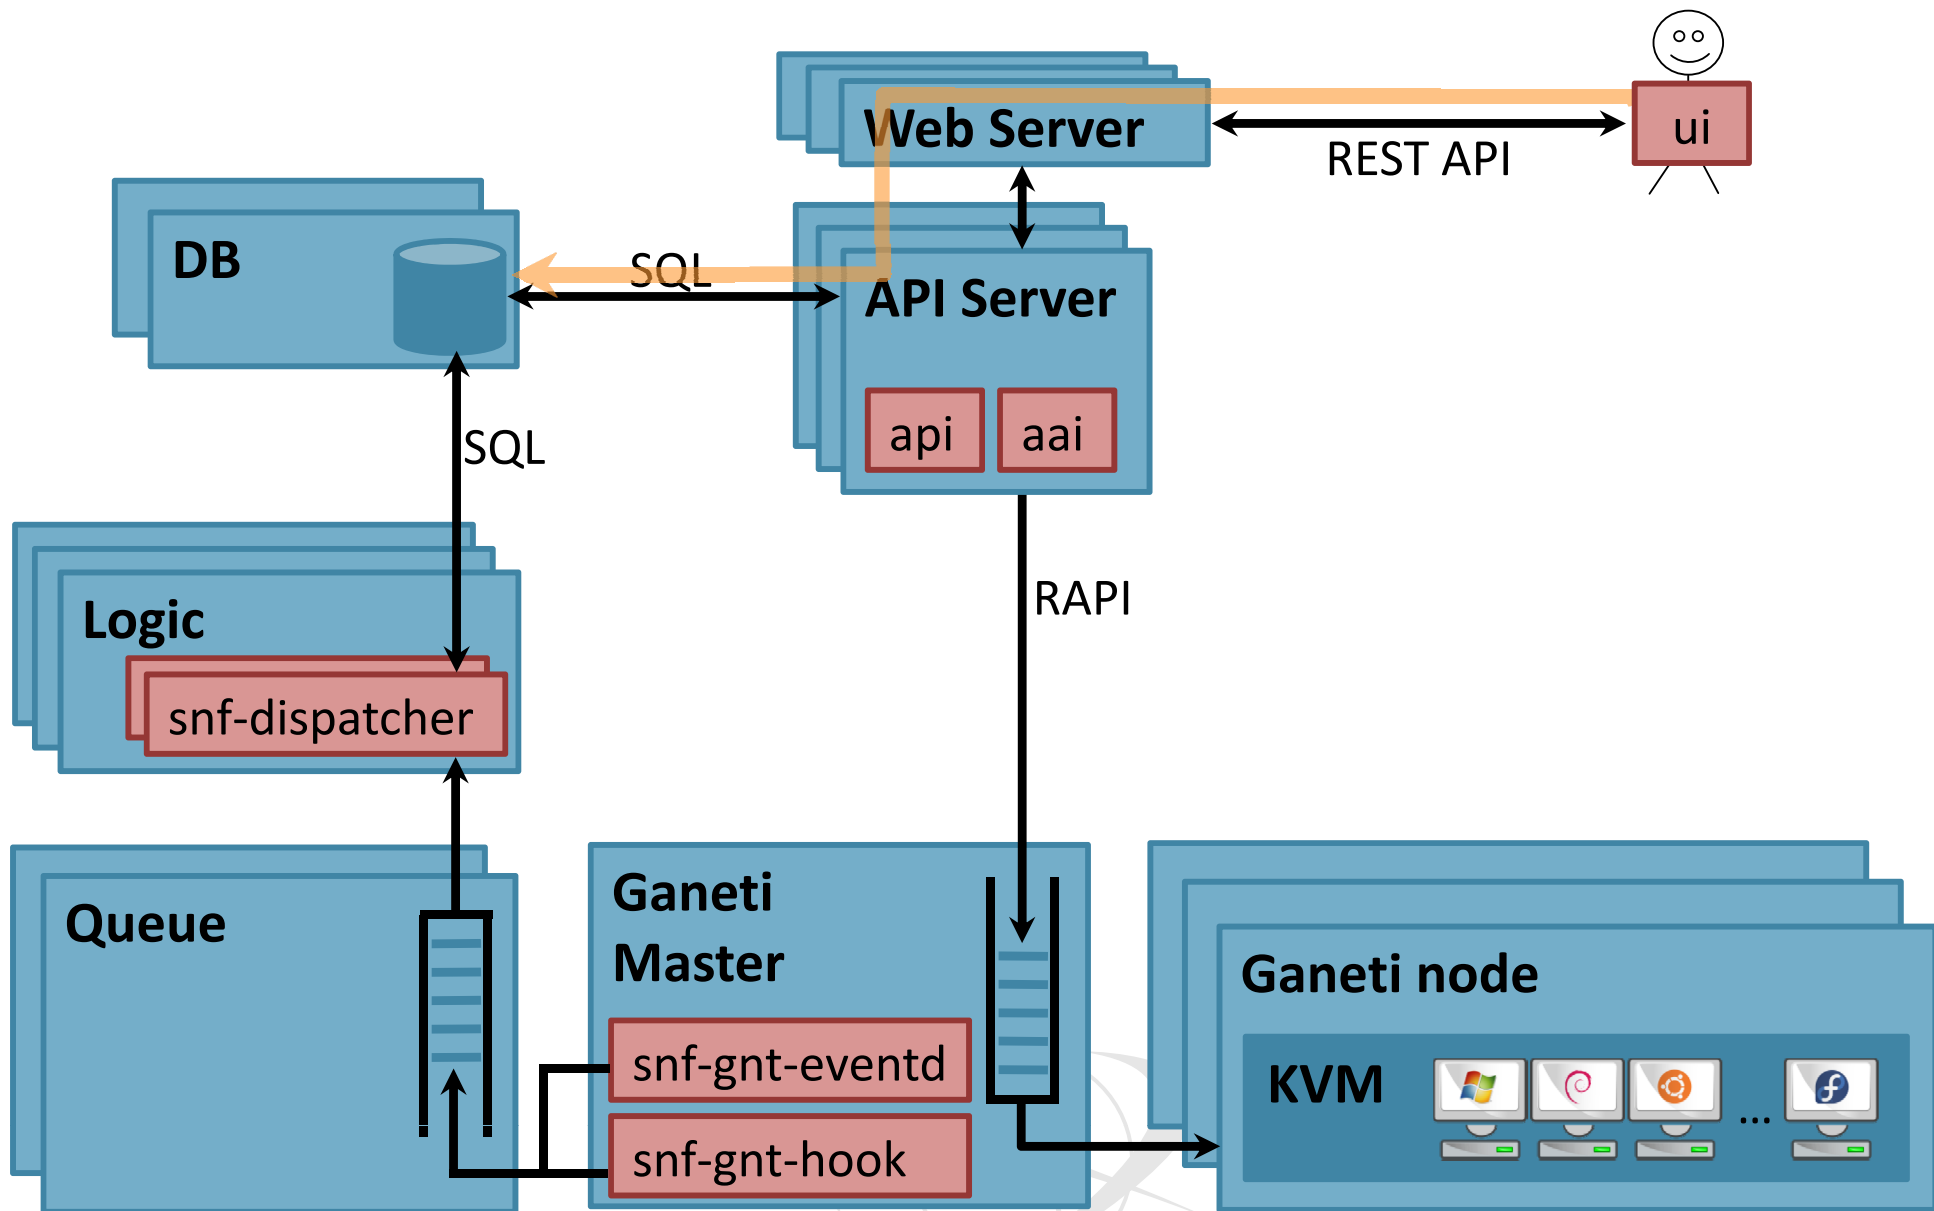 Web Server
ui
REST API
DB
SQL
API Server
api
aai
SQL
Logic
RAPI
snf-dispatcher
Queue
Ganeti
Master
Ganeti node
snf-gnt-eventd
KVM
...
snf-gnt-hook